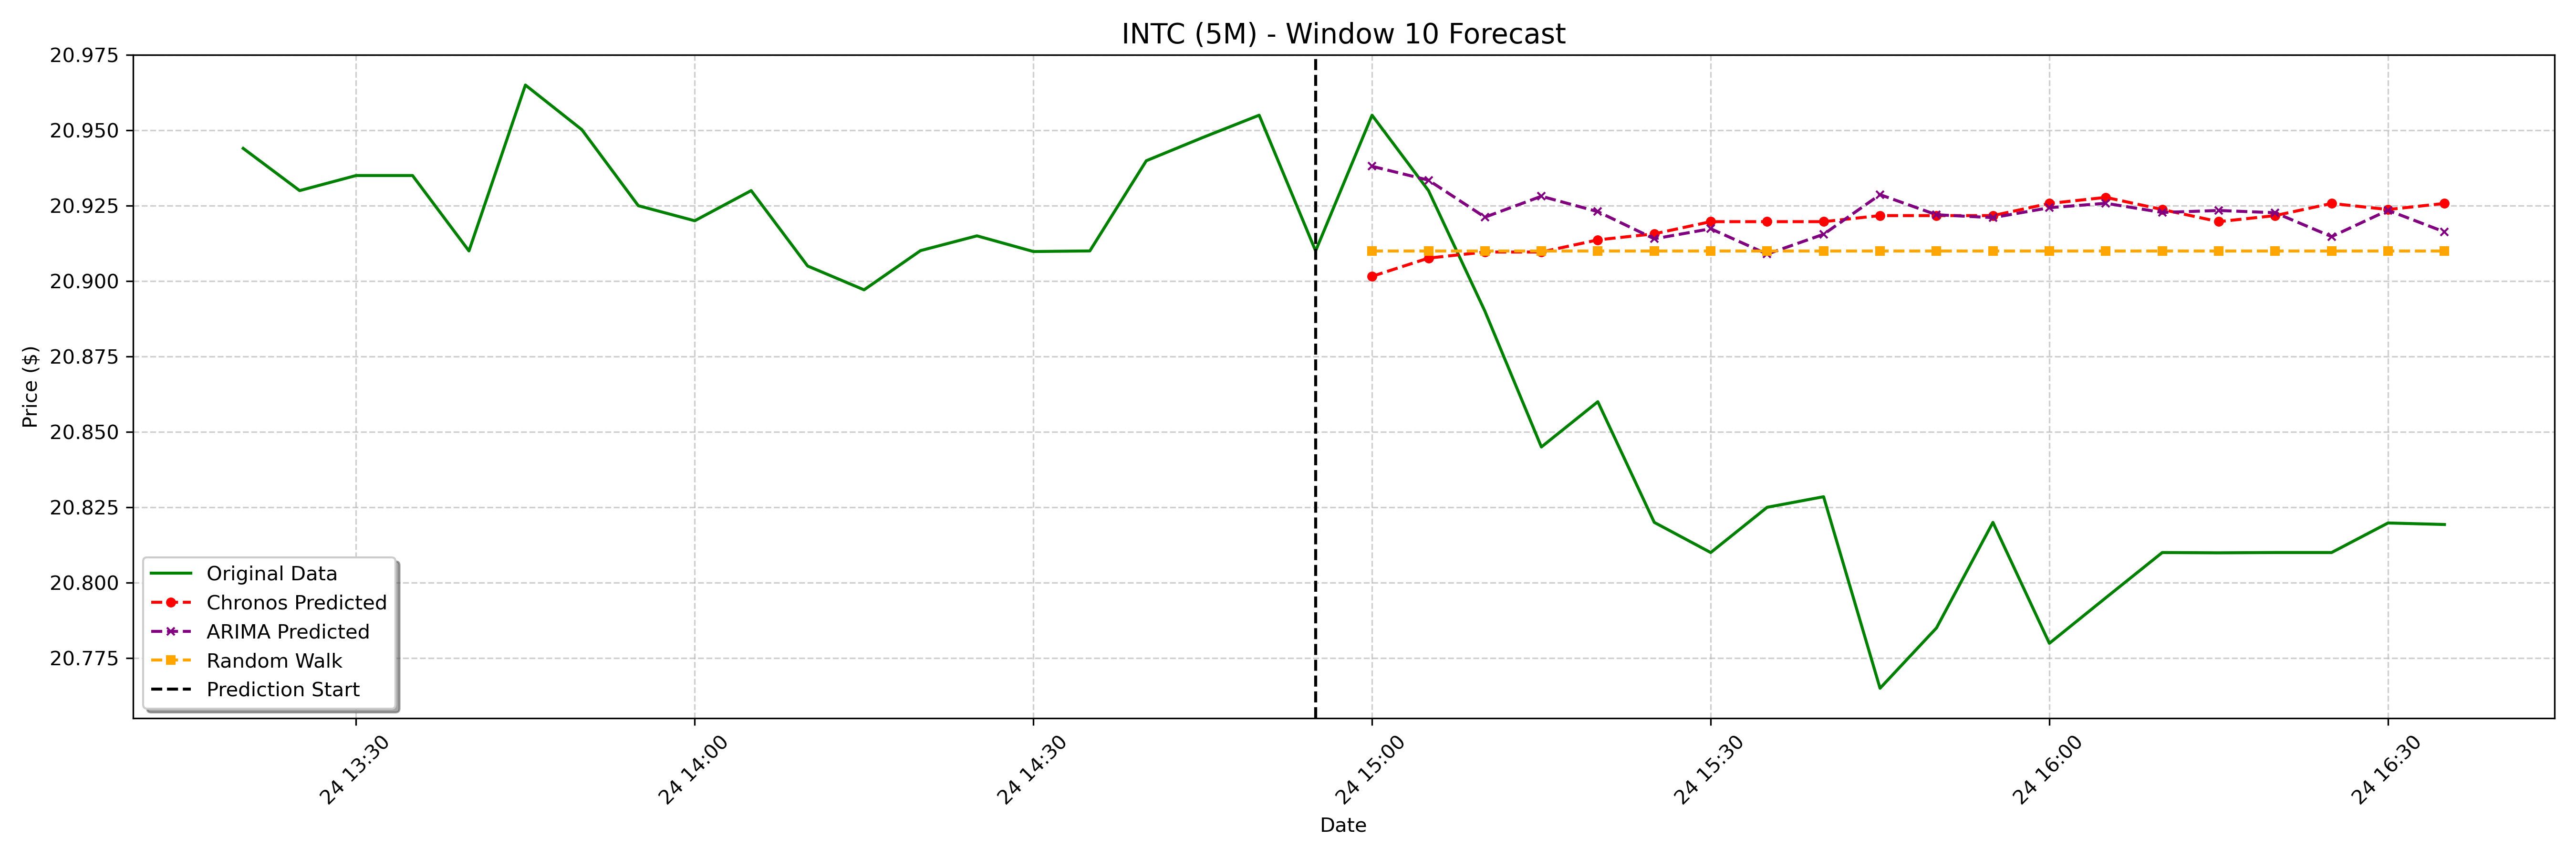 INTC (5M) - Window 10 Forecast
Price ($)
20.975
20.950
20.925
20.900
20.875
20.850
20.825
20.800
20.775
Original Data
Chronos Predicted
ARIMA Predicted
Random Walk
Prediction Start
24 13:30
24 14:00
24 14:30
24 15:00
24 15:30
24 16:00
24 16:30
Date